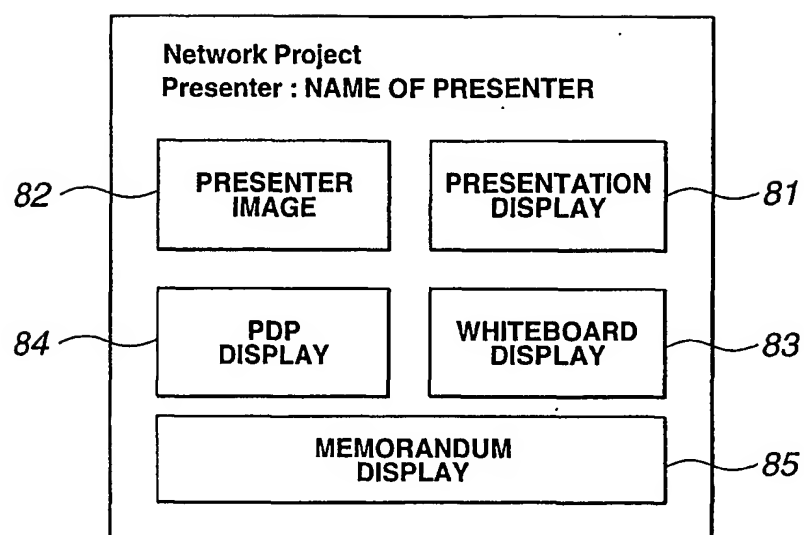 Network Project
Presenter : NAME OF PRESENTER
82
PRESENTER
IMAGE
PRESENTATION
DISPLAY
81
84
PDP
DISPLAY
WHITEBOARD
DISPLAY
83
MEMORANDUM
DISPLAY
85